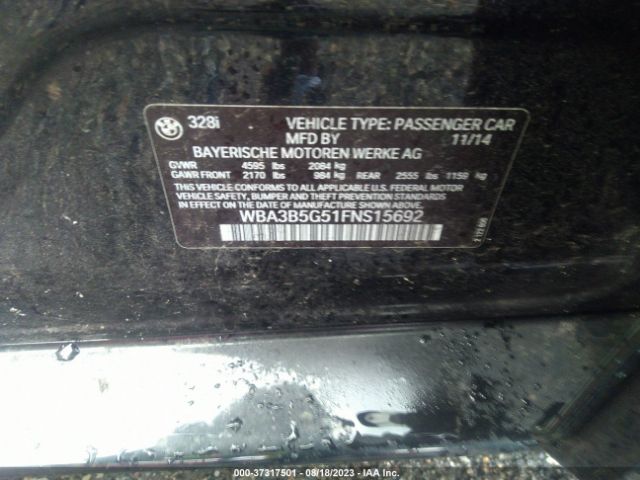 BMW
328i VEHICLE TYPE: PASSENGER CAR
MFD BY 11/14
BAYERISCHE MOTOREN WERKE AG
GVWR 4595 lbs 2084 kg
GAWR FRONT 2170 lbs 984 kg REAR 2555 lbs 1159 kg
THIS VEHICLE CONFORMS TO ALL APPLICABLE U.S. FEDERAL MOTOR
VEHICLE SAFETY, BUMPER AND THEFT PREVENTION STANDARDS
IN EFFECT ON THE DATE OF MANUFACTURE SHOWN ABOVE.
WBA3B5G51FNS15692
000-37317501 - 08/18/2023 - IAA Inc.